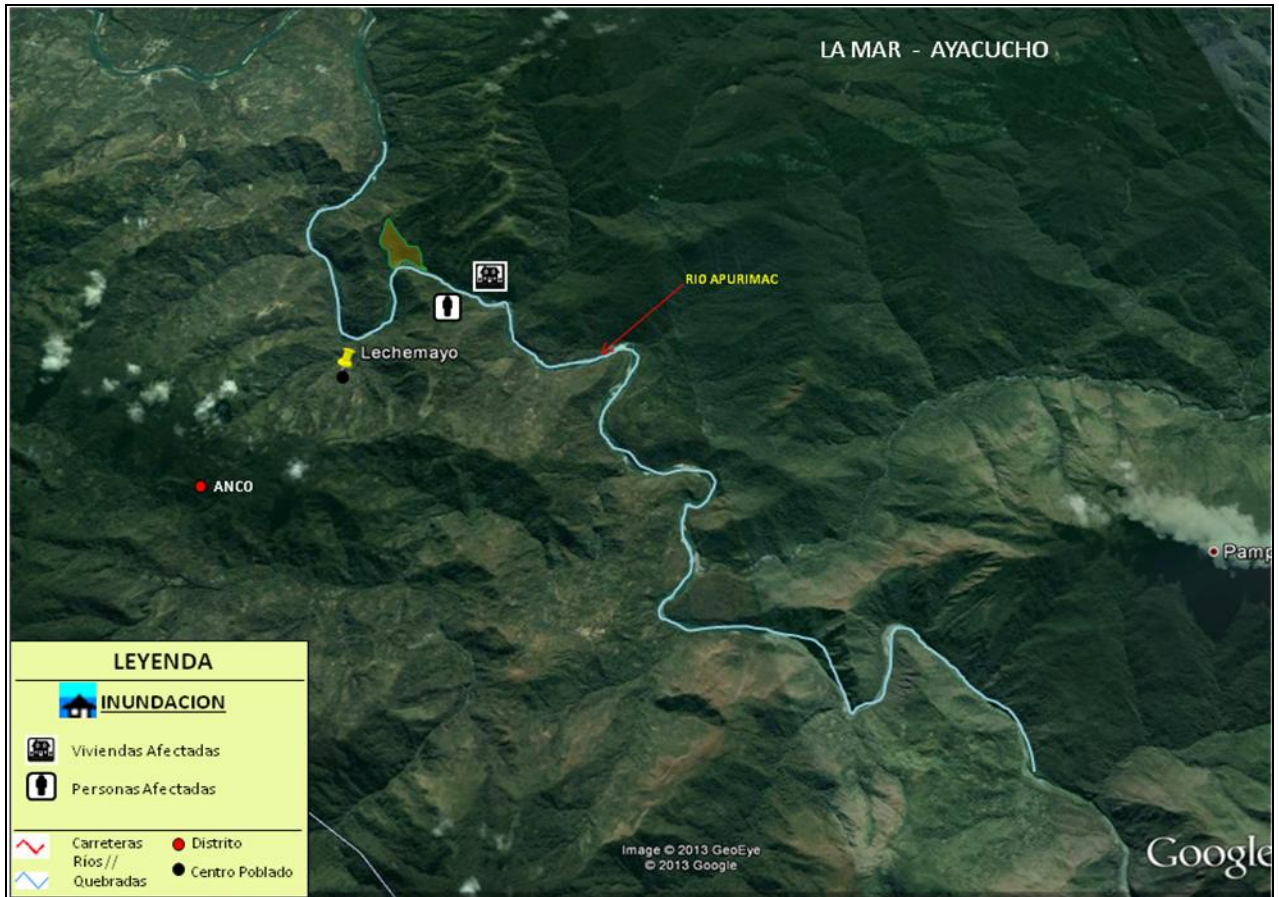 LA MAR - AYACUCHO
RIO APURIMAC
Lechemayo
ANCO
Pamp
LEYENDA
INUNDACION
Viviendas Afectadas
Personas Afectadas
Carreteras
Ríos//
Quebradas
Distrito
Centro Poblado
Image © 2013 GeoEye
© 2013 Google
Google